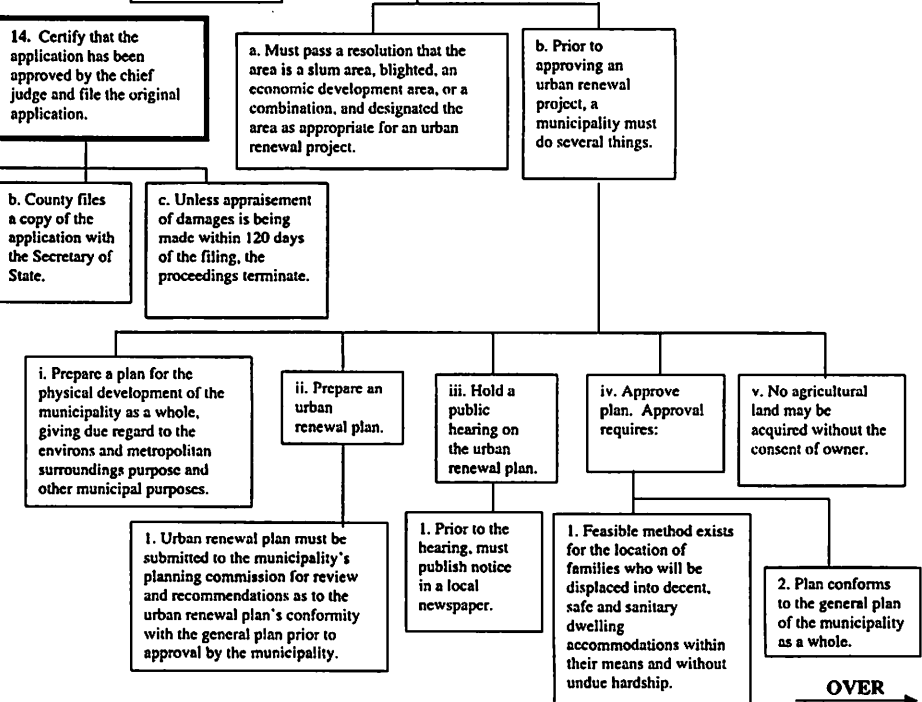 14. Certify that the
application has been
approved by the chief
judge and file the original
application.
a. Must pass a resolution that the
area is a slum area, blighted, an
economic development area, or a
combination, and designated the
area as appropriate for an urban
renewal project.
b. Prior to
approving an
urban renewal
project, a
municipality must
do several things.
b. County files
a copy of the
application with
the Secretary of
State.
c. Unless appraisement
of damages is being
made within 120 days
of the filing, the
proceedings terminate.
i. Prepare a plan for the
physical development of the
municipality as a whole,
giving due regard to the
environs and metropolitan
surroundings purpose and
other municipal purposes.
ii. Prepare an
urban
renewal plan.
iii. Hold a
public
hearing on
the urban
renewal plan.
iv. Approve
plan. Approval
requires:
v. No agricultural
land may be
acquired without the
consent of owner.
1. Urban renewal plan must be
submitted to the municipality's
planning commission for review
and recommendations as to the
urban renewal plan's conformity
with the general plan prior to
approval by the municipality.
1. Prior to the
hearing, must
publish notice
in a local
newspaper.
1. Feasible method exists
for the location of
families who will be
displaced into decent,
safe and sanitary
dwelling
accommodations within
their means and without
undue hardship.
2. Plan conforms
to the general plan
of the municipality
as a whole.
OVER